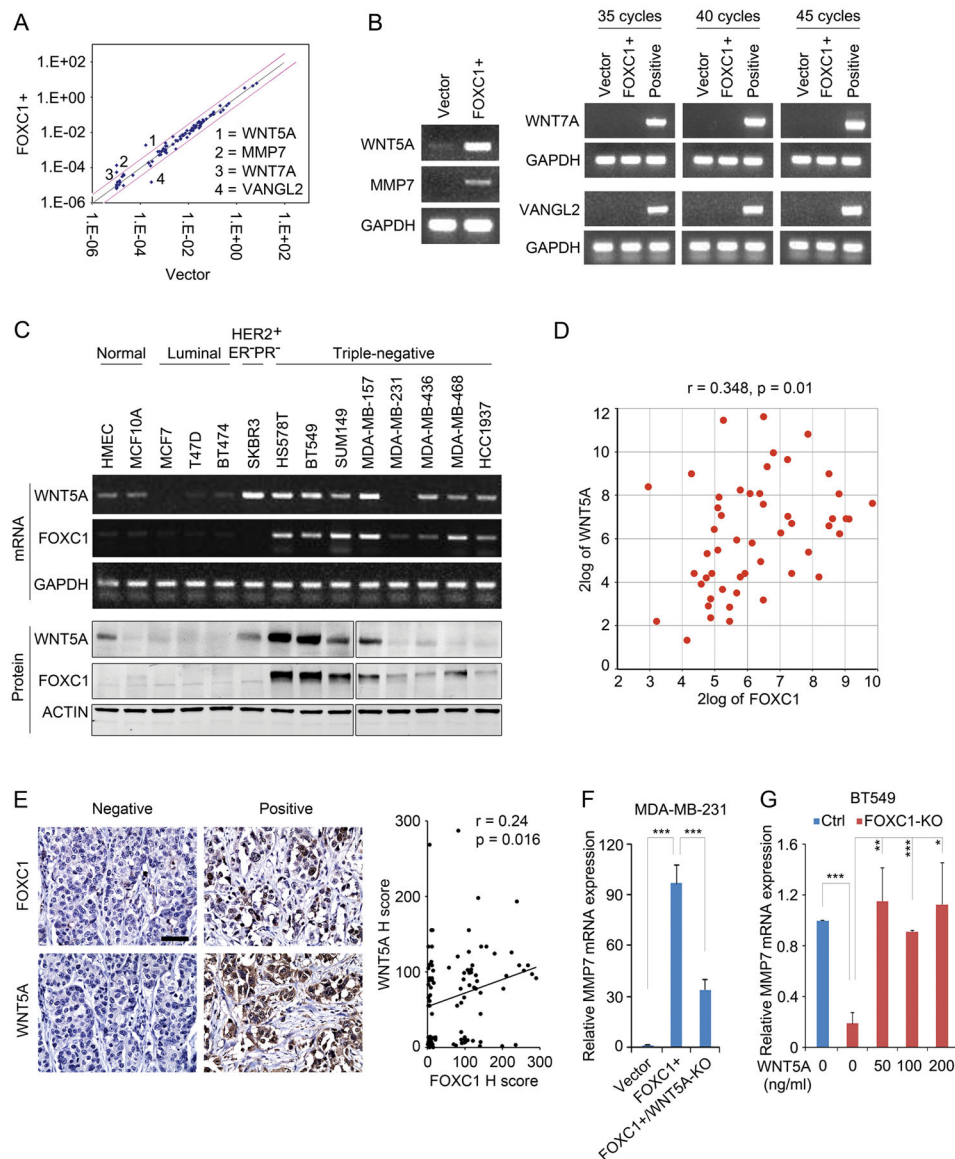 A
FOXC1+
1.E+02
1.E+00
1.E-02
1.E-04
1.E-06
1
2
3
4
1 = WNT5A
2 = MMP7
3 = WNT7A
4 = VANGL2
1.E-06
1.E-04
1.E-02
1.E+00
1.E+02
Vector
B
Vector
FOXC1+
WNT5A
MMP7
GAPDH
35 cycles
40 cycles
45 cycles
Vector
FOXC1+
Positive
Vector
FOXC1+
Positive
Vector
FOXC1+
Positive
WNT7A
GAPDH
VANGL2
GAPDH
C
Normal
Luminal
HER2+
ER-PR-
Triple-negative
HMEC
MCF10A
MCF7
T47D
BT474
SKBR3
HS578T
BT549
SUM149
MDA-MB-157
MDA-MB-231
MDA-MB-436
MDA-MB-468
HCC1937
mRNA
WNT5A
FOXC1
GAPDH
Protein
WNT5A
FOXC1
ACTIN
D
r = 0.348, p = 0.01
2log of WNT5A
12
10
8
6
4
2
0
2 3 4 5 6 7 8 9 10
2log of FOXC1
E
Negative
Positive
FOXC1
WNT5A
r = 0.24
p = 0.016
WNT5A H score
300
200
100
0
0 100 200 300
FOXC1 H score
F
MDA-MB-231
Relative MMP7 mRNA expression
120
90
60
30
0
*** ***
Vector
FOXC1+
FOXC1+/WNT5A-KO
G
BT549
Ctrl FOXC1-KO
Relative MMP7 mRNA expression
1.6
1.2
0.8
0.4
0.0
***
**
***
*
WNT5A 0 0 50 100 200
(ng/ml)